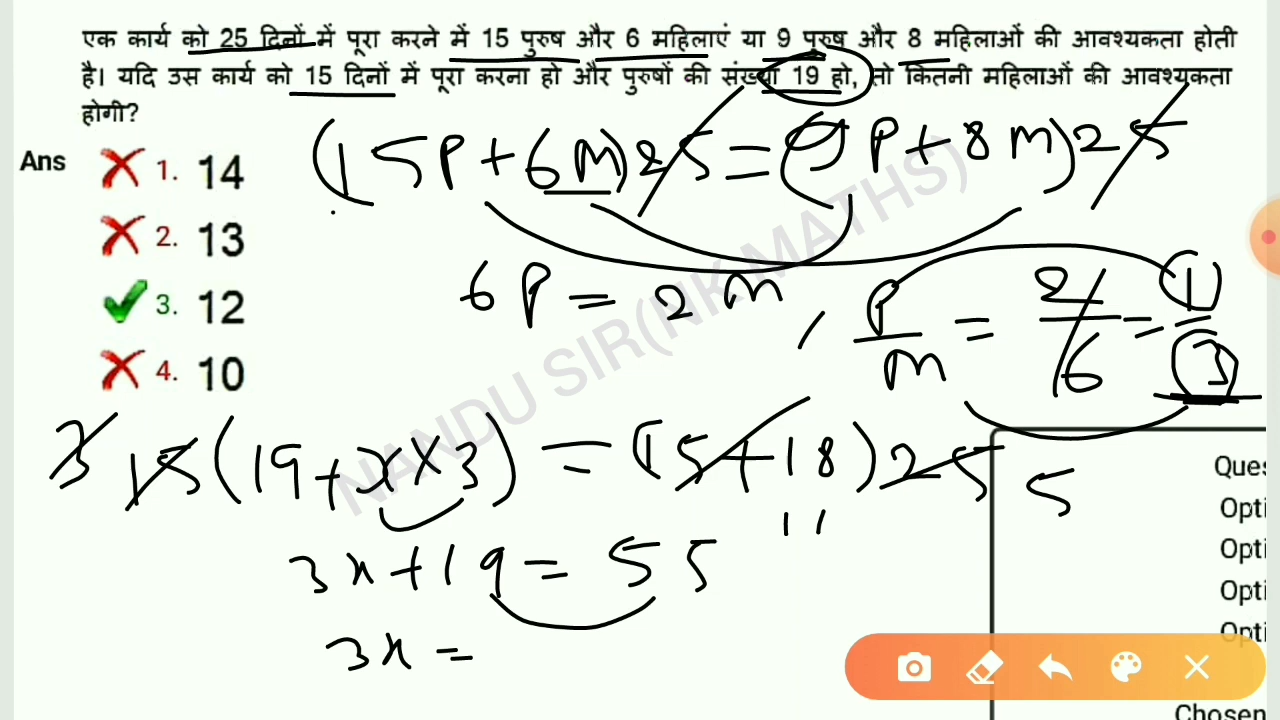 एक कार्य को 25 दिनों में पूरा करने में 15 पुरुष और 6 महिलाएं या 9 पुरुष और 8 महिलाओं की आवश्यकता होती
है। यदि उस कार्य को 15 दिनों में पूरा करना हो और पुरुषों की संख्या 19 हो, तो कितनी महिलाओं की आवश्यकता
होगी?
Ans 1. 14
2. 13
3. 12
4. 10
(15P+6M)25=(9P+8M)25
6P=2M, P/M=2/6=1/3
3 15(19+x×3)=(15+18)25 5
11
3x+19=55
3x=
NANDU SIR(NK MATHS)
Ques
Opti
Opti
Opti
Opti
Chosen